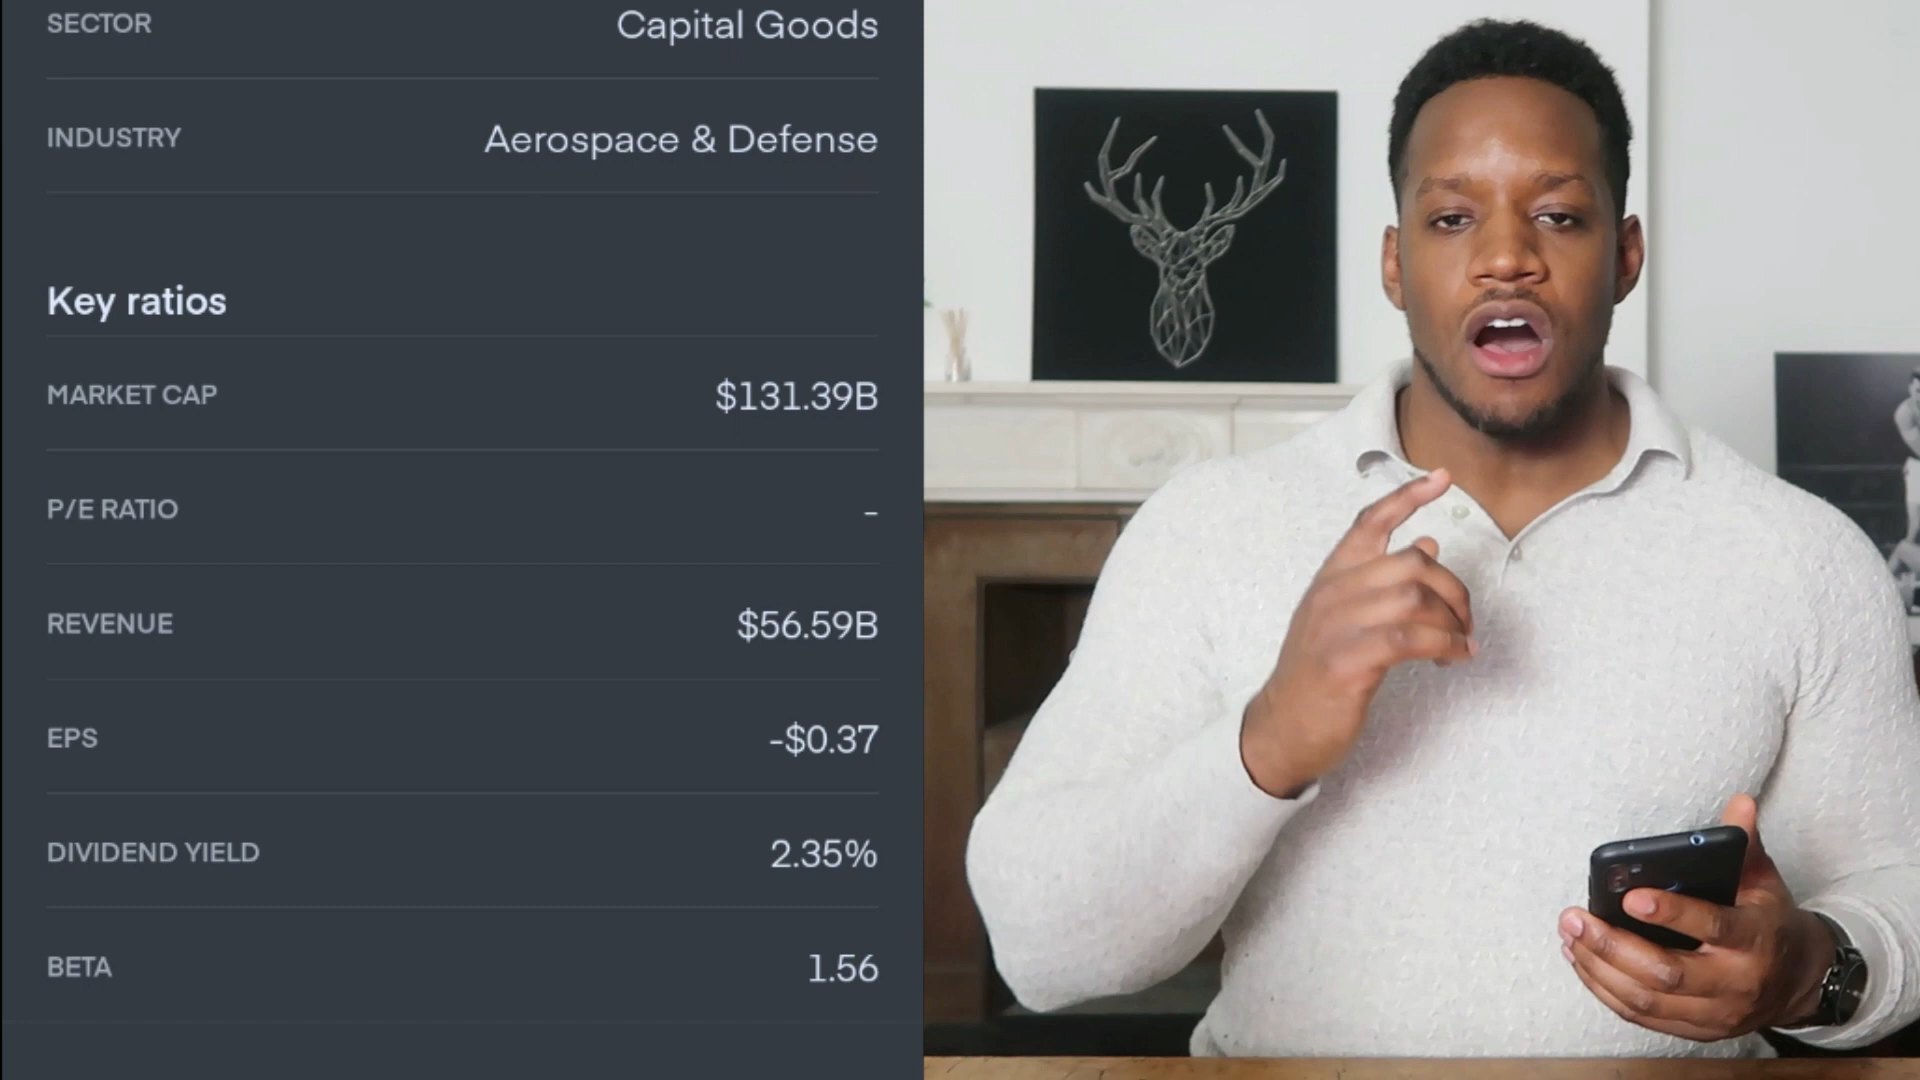 SECTOR Capital Goods
INDUSTRY Aerospace & Defense
Key ratios
MARKET CAP $131.39B
P/E RATIO -
REVENUE $56.59B
EPS -$0.37
DIVIDEND YIELD 2.35%
BETA 1.56